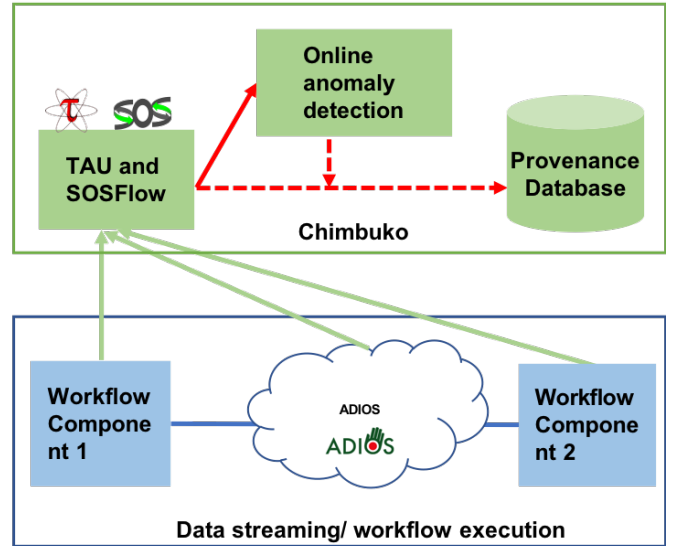 Online
anomaly
detection
τ
SOS
TAU and
SOSFlow
Provenance
Database
Chimbuko
Workflow
Compone
nt 1
ADIOS
ADIOS
Workflow
Compone
nt 2
Data streaming/ workflow execution